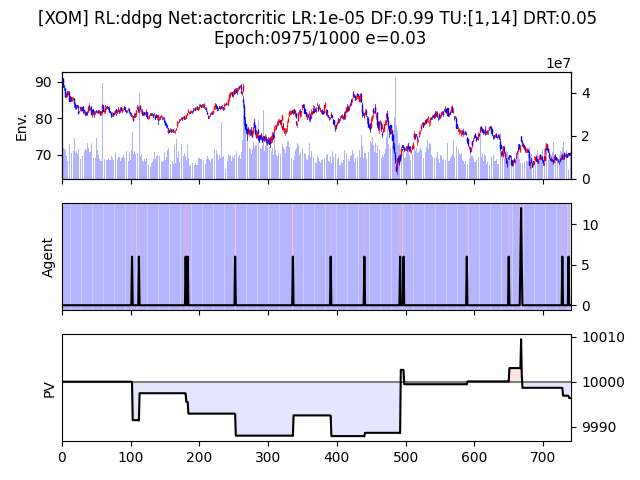 [XOM] RL:ddpg Net:actorcritic LR:1e-05 DF:0.99 TU:[1,14] DRT:0.05
Epoch:0975/1000 e=0.03
1e7
90
80
70
Env.
4
2
0
Agent
10
5
0
PV
10010
10000
9990
0 100 200 300 400 500 600 700